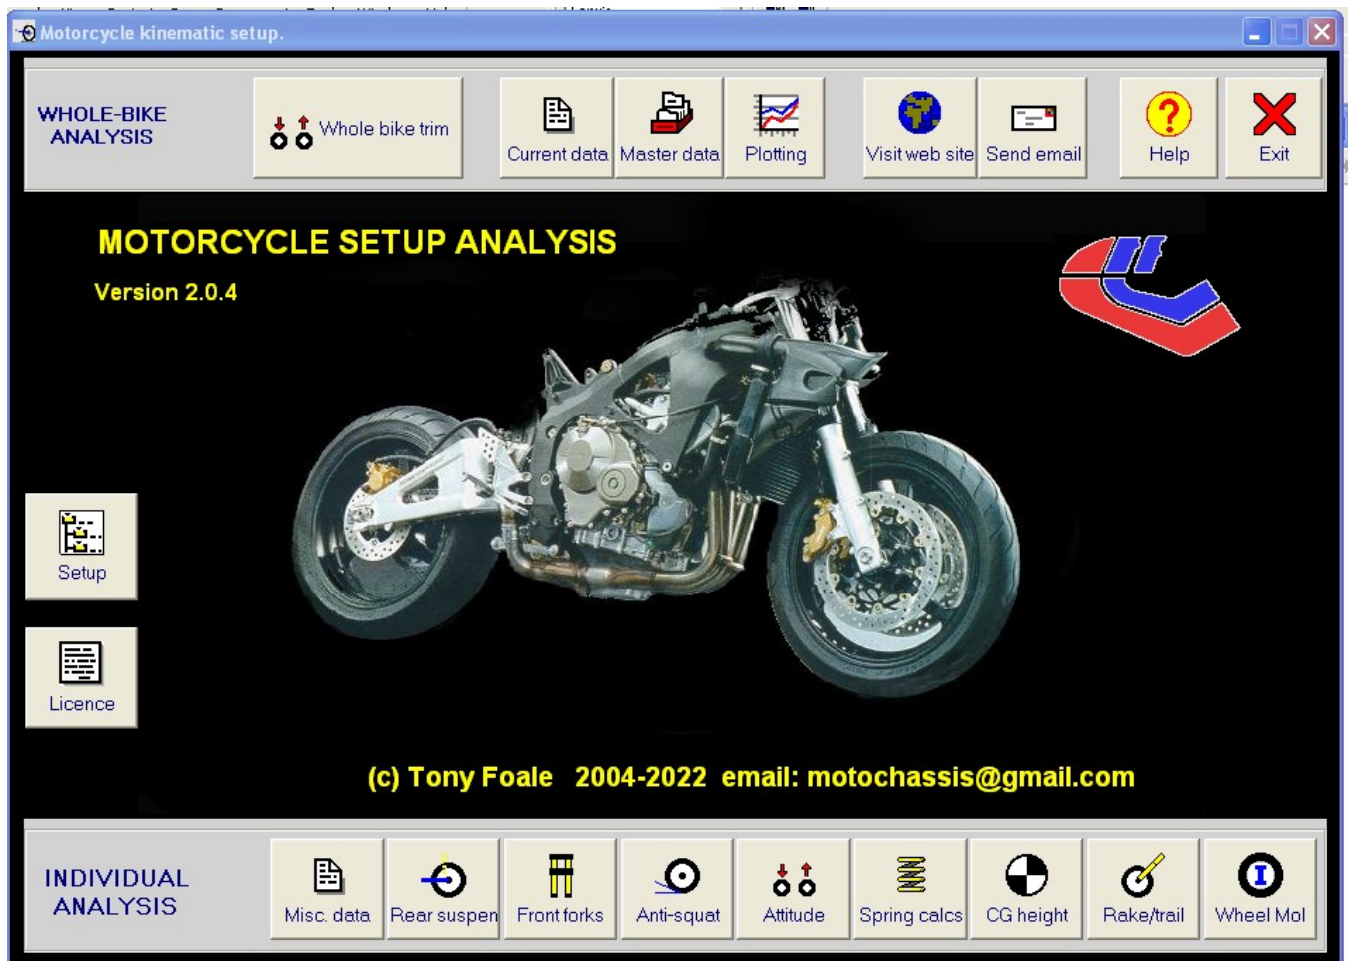 Motorcycle kinematic setup.
WHOLE-BIKE
ANALYSIS
Whole bike trim
Current data
Master data
Plotting
Visit web site
Send email
Help
Exit
MOTORCYCLE SETUP ANALYSIS
Version 2.0.4
Setup
Licence
(c) Tony Foale 2004-2022 email: motochassis@gmail.com
INDIVIDUAL
ANALYSIS
Misc. data
Rear suspen
Front forks
Anti-squat
Attitude
Spring calcs
CG height
Rake/trail
Wheel MoI